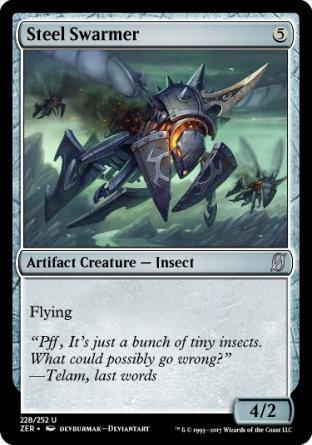 Steel Swarmer 5
Artifact Creature — Insect
Flying
“Pff, It's just a bunch of tiny insects.
What could possibly go wrong?”
—Telam, last words
4/2
228/252 U
ZER • DEVBURMAK—DEVIANTART
™ & © 1993–2017 Wizards of the Coast LLC